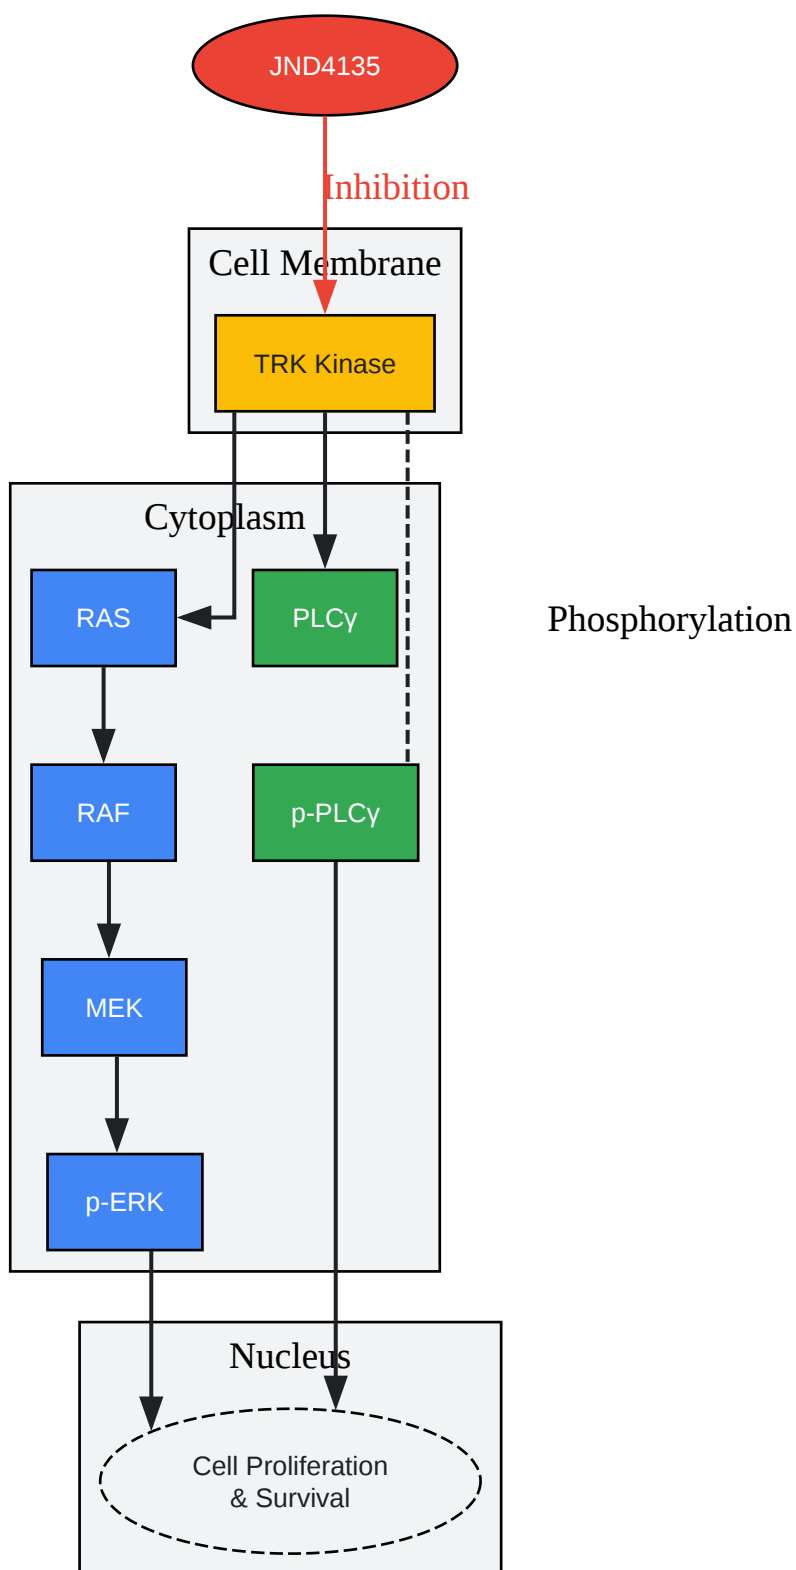 JND4135
Inhibition
Cell Membrane
TRK Kinase
Cytoplasm
RAS
PLCγ
Phosphorylation
RAF
p-PLCγ
MEK
p-ERK
Nucleus
Cell Proliferation
& Survival